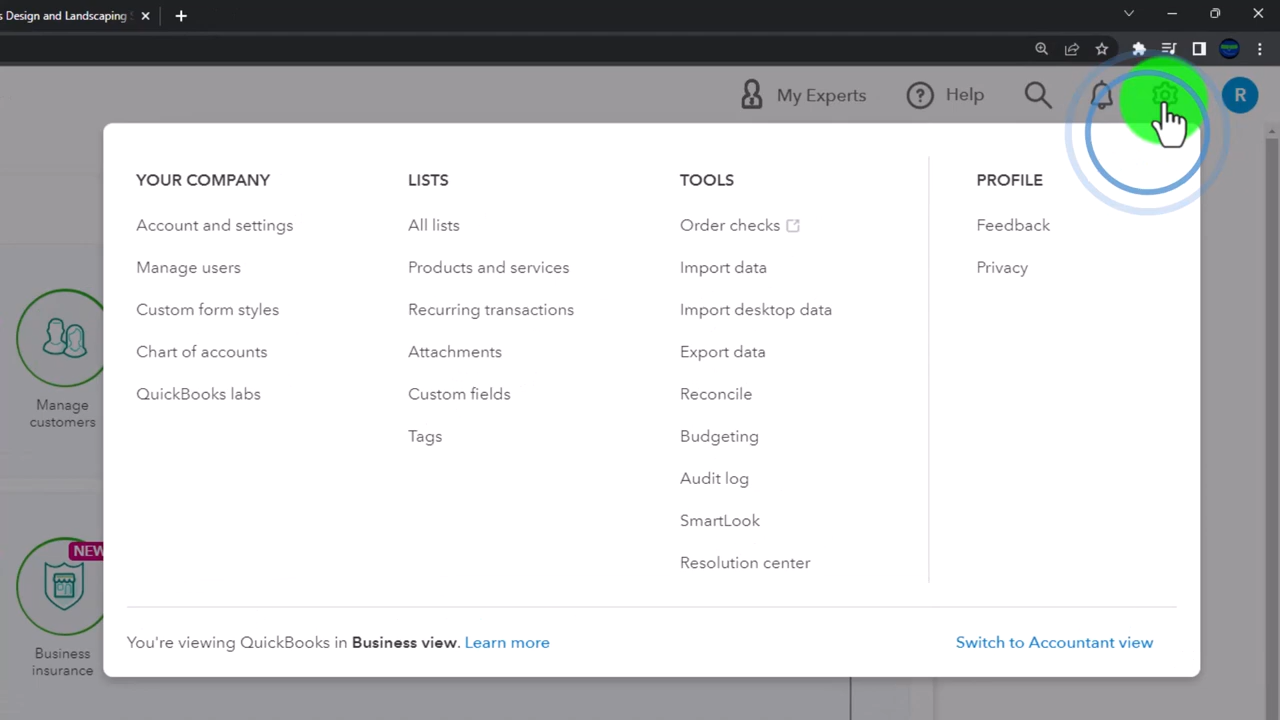 s Design and Landscaping
My Experts
Help
R
YOUR COMPANY
Account and settings
Manage users
Custom form styles
Chart of accounts
QuickBooks labs
LISTS
All lists
Products and services
Recurring transactions
Attachments
Custom fields
Tags
TOOLS
Order checks
Import data
Import desktop data
Export data
Reconcile
Budgeting
Audit log
SmartLook
Resolution center
PROFILE
Feedback
Privacy
Manage
customers
NEW
Business
insurance
You're viewing QuickBooks in Business view. Learn more
Switch to Accountant view